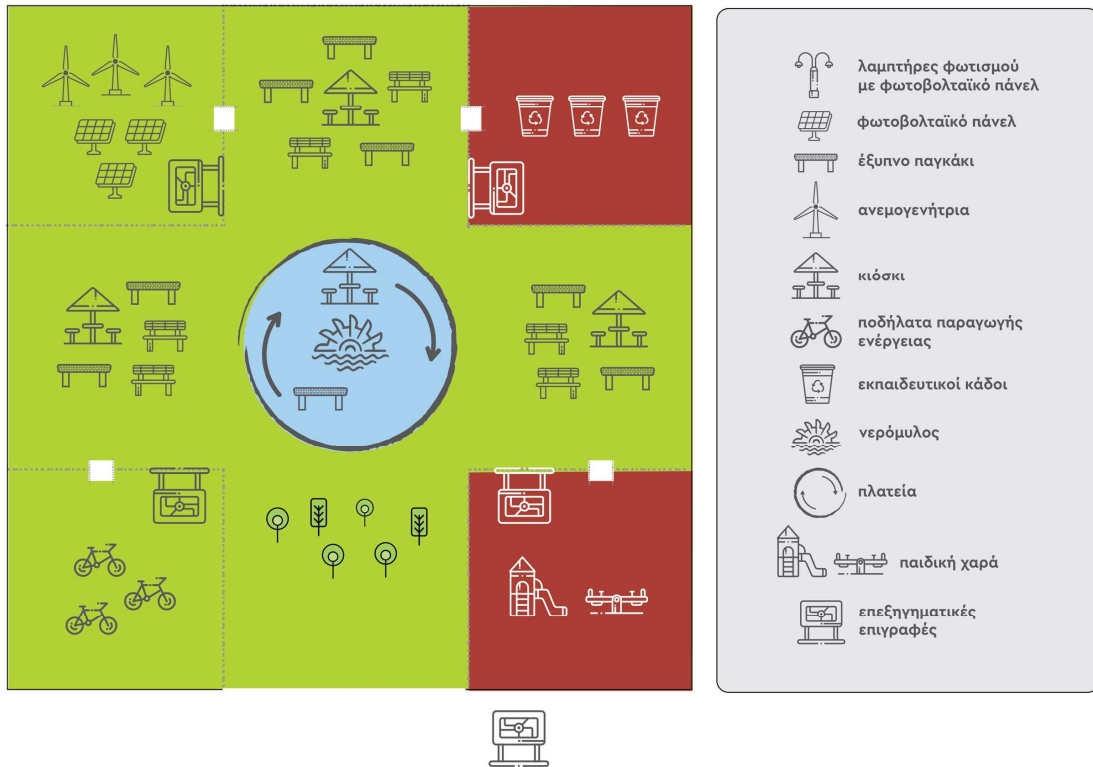 λαμπτήρες φωτισμού
με φωτοβολταϊκό πάνελ
φωτοβολταϊκό πάνελ
έξυπνο παγκάκι
ανεμογενήτρια
κιόσκι
ποδήλατα παραγωγής
ενέργειας
εκπαιδευτικοί κάδοι
νερόμυλος
πλατεία
παιδική χαρά
επεξηγηματικές
επιγραφές